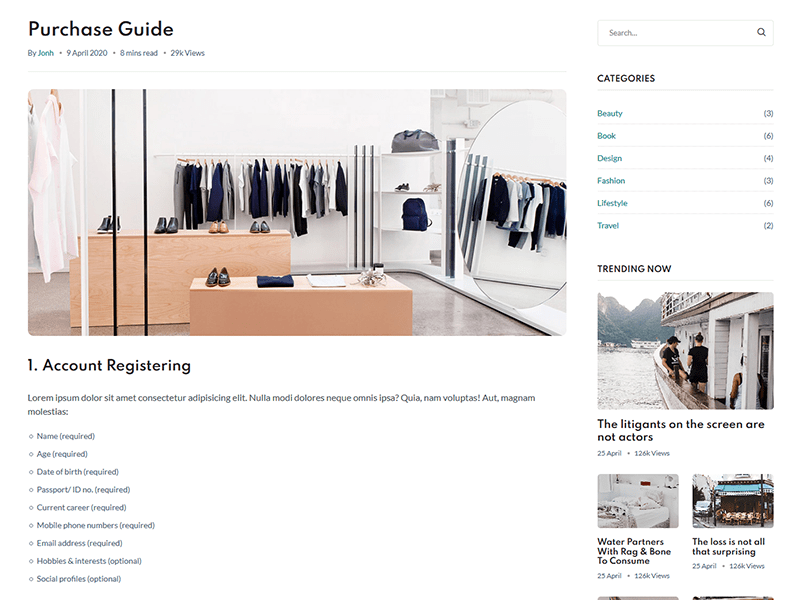 Purchase Guide
By Jonh • 9 April 2020 • 8 mins read • 29k Views
1. Account Registering
Lorem ipsum dolor sit amet consectetur adipisicing elit. Nulla modi dolores neque omnis ipsa? Quia, nam voluptas! Aut, magnam
molestias:
Name (required)
Age (required)
Date of birth (required)
Passport/ ID no. (required)
Current career (required)
Mobile phone numbers (required)
Email address (required)
Hobbies & interests (optional)
Social profiles (optional)
Search...
CATEGORIES
Beauty (3)
Book (6)
Design (4)
Fashion (3)
Lifestyle (6)
Travel (2)
TRENDING NOW
The litigants on the screen are
not actors
25 April • 126k Views
Water Partners
With Rag & Bone
To Consume
25 April • 126k Views
The loss is not all
that surprising
25 April • 126k Views